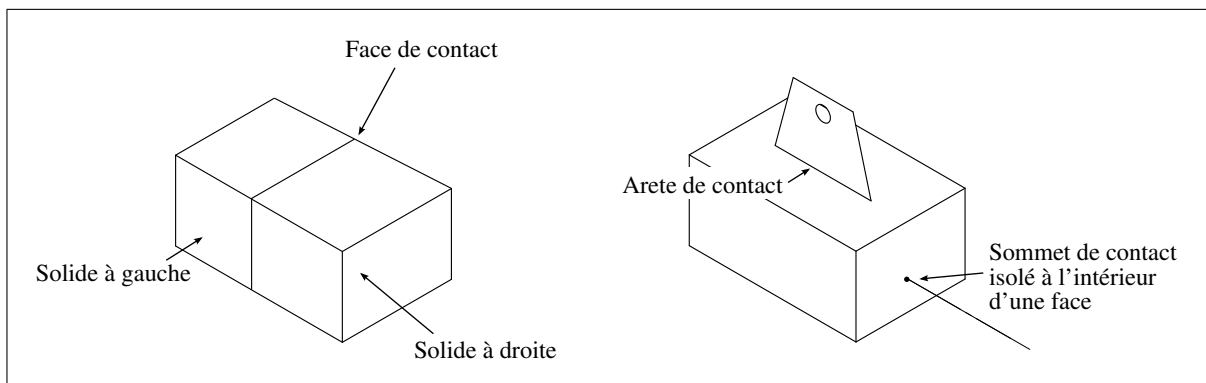 Face de contact
Solide à gauche
Solide à droite
Arete de contact
Sommet de contact
isolé à l'intérieur
d'une face